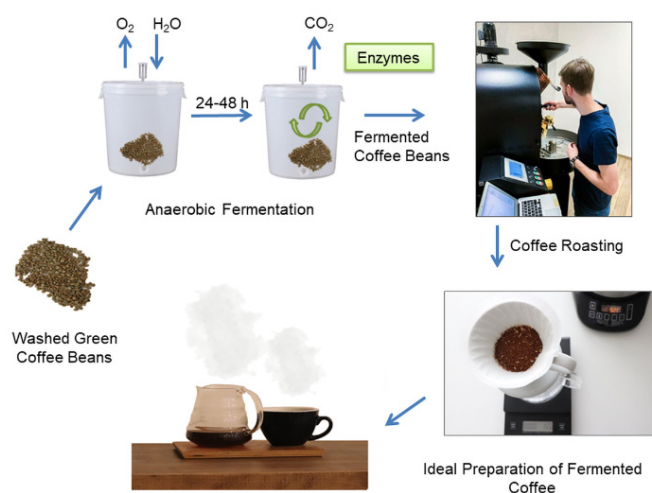 O₂
H₂O
CO₂
Enzymes
24-48 h
Fermented
Coffee Beans
Anaerobic Fermentation
Coffee Roasting
Washed Green
Coffee Beans
Ideal Preparation of Fermented
Coffee